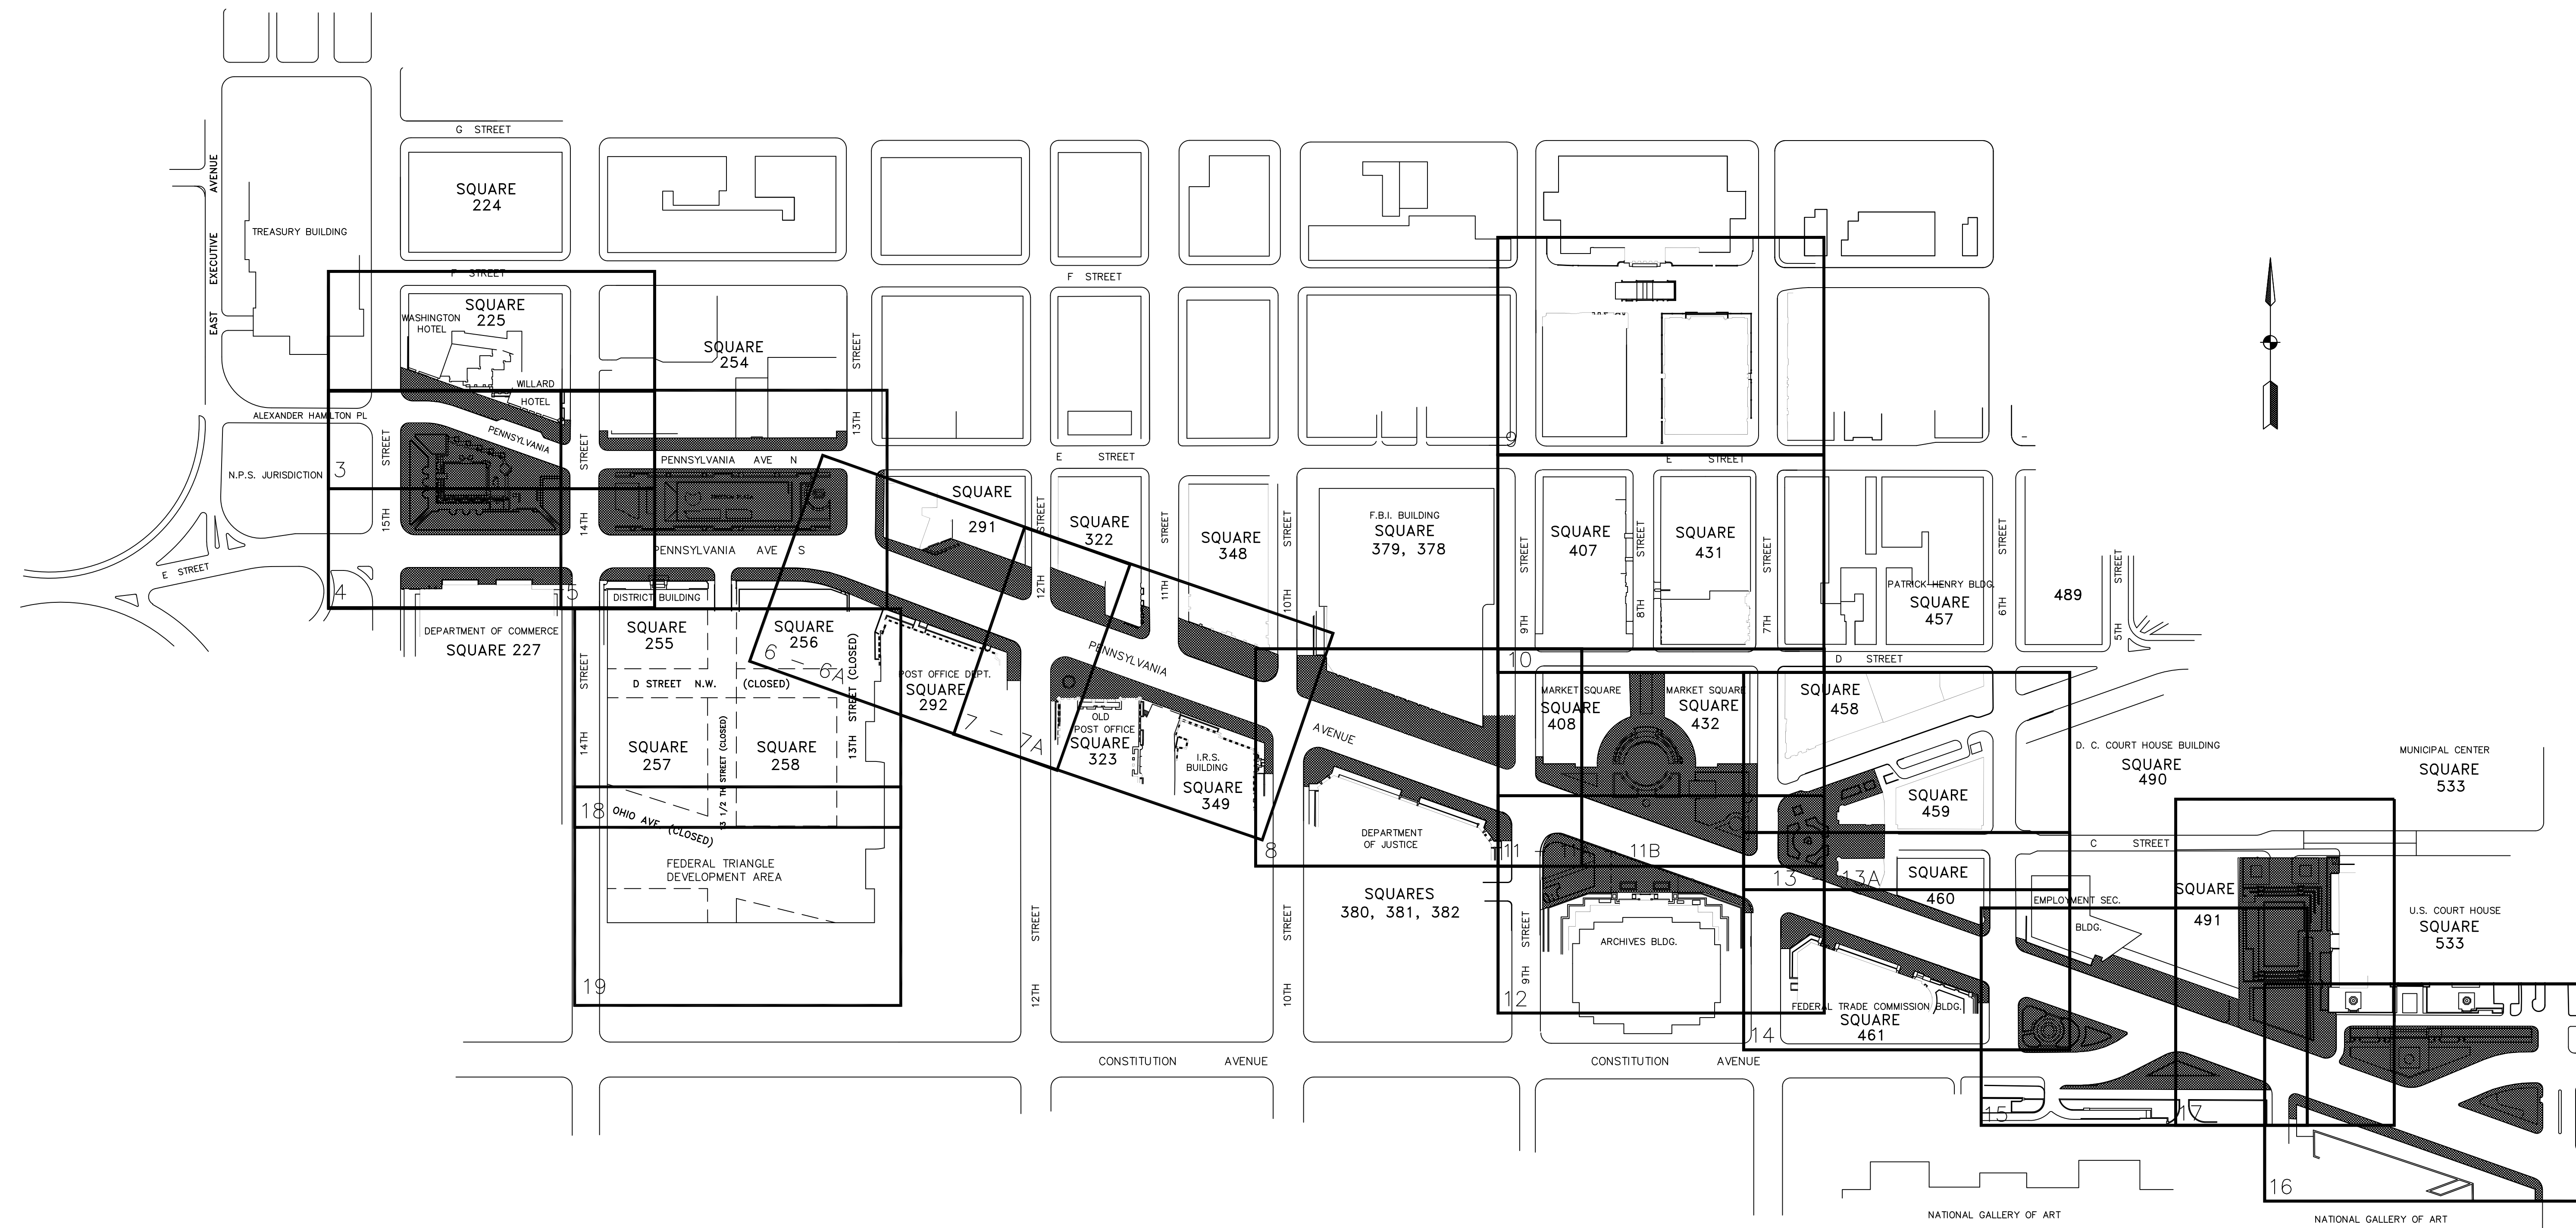 G STREET
EAST EXECUTIVE AVENUE
SQUARE
224
TREASURY BUILDING
F STREET
F STREET
SQUARE
225
WASHINGTON
HOTEL
WILLARD
HOTEL
SQUARE
254
13TH STREET
ALEXANDER HAMILTON PL
PENNSYLVANIA
15TH STREET
14TH STREET
N.P.S. JURISDICTION
3
4
5
E STREET
PENNSYLVANIA AVE N
PENNSYLVANIA AVE S
DISTRICT BUILDING
DEPARTMENT OF COMMERCE
SQUARE 227
SQUARE
255
SQUARE
256
D STREET N.W. (CLOSED)
SQUARE
257
SQUARE
258
14TH STREET
13 1/2 TH STREET (CLOSED)
13TH STREET (CLOSED)
18
OHIO AVE. (CLOSED)
FEDERAL TRIANGLE
DEVELOPMENT AREA
19
6 - 6A
7 - 7A
POST OFFICE DEPT.
SQUARE
292
E STREET
SQUARE
291
12TH STREET
SQUARE
322
11TH STREET
SQUARE
348
10TH STREET
F.B.I. BUILDING
SQUARE
379, 378
PENNSYLVANIA
AVENUE
OLD
POST OFFICE
SQUARE
323
I.R.S.
BUILDING
SQUARE
349
8
DEPARTMENT
OF JUSTICE
SQUARES
380, 381, 382
12TH STREET
10TH STREET
9
E STREET
9TH STREET
SQUARE
407
8TH STREET
SQUARE
431
7TH STREET
PATRICK HENRY BLDG.
SQUARE
457
6TH STREET
489
5TH STREET
10
D STREET
MARKET SQUARE
SQUARE
408
MARKET SQUARE
SQUARE
432
SQUARE
458
SQUARE
459
D. C. COURT HOUSE BUILDING
SQUARE
490
MUNICIPAL CENTER
SQUARE
533
11B
C STREET
13 - 13A
SQUARE
460
9TH STREET
ARCHIVES BLDG.
12
FEDERAL TRADE COMMISSION BLDG.
SQUARE
461
14
EMPLOYMENT SEC.
BLDG.
SQUARE
491
U.S. COURT HOUSE
SQUARE
533
CONSTITUTION AVENUE
CONSTITUTION AVENUE
15
17
16
NATIONAL GALLERY OF ART
NATIONAL GALLERY OF ART